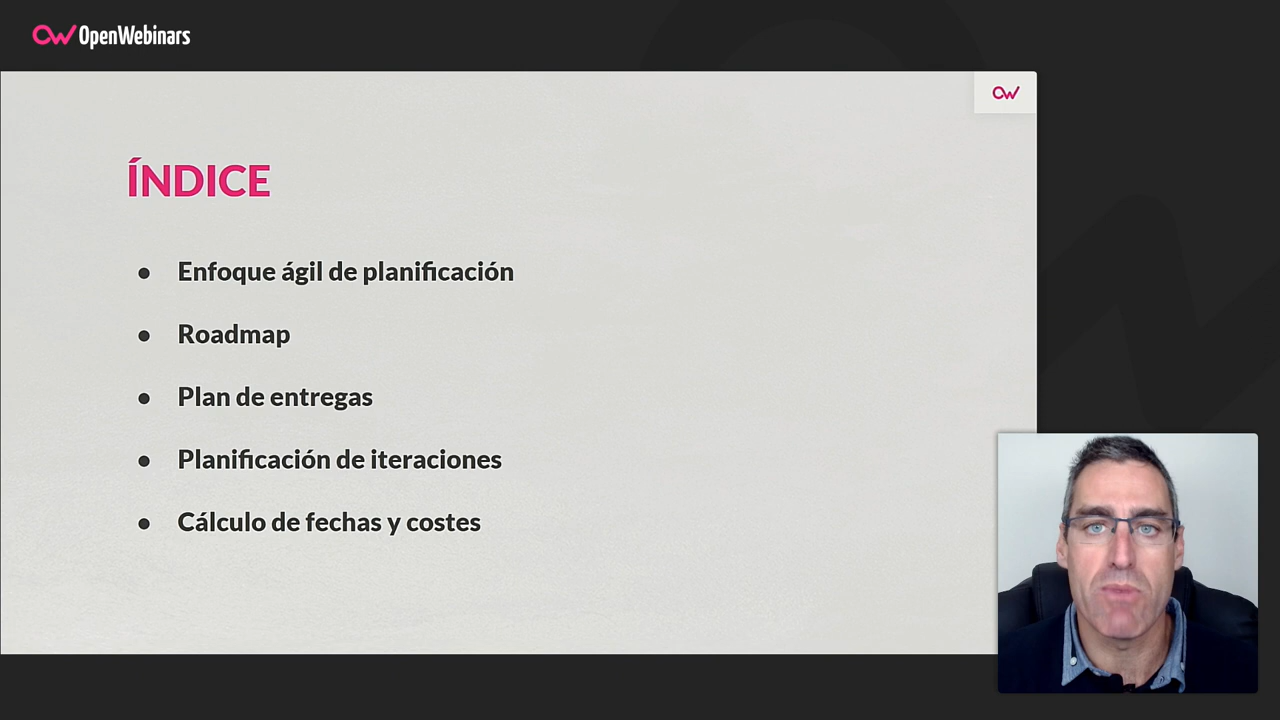 OpenWebinars
ÍNDICE
● Enfoque ágil de planificación
● Roadmap
● Plan de entregas
● Planificación de iteraciones
● Cálculo de fechas y costes